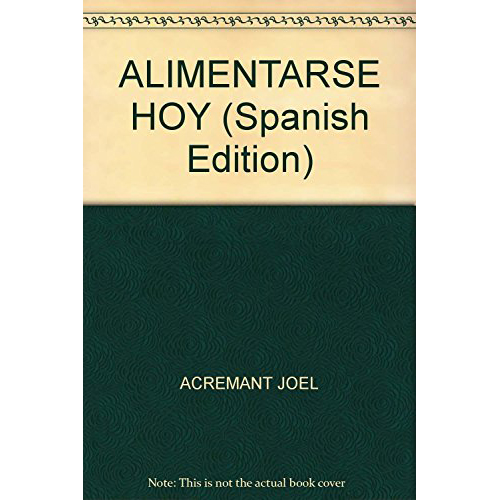 ALIMENTARSE
HOY (Spanish
Edition)
ACREMANT JOEL
Note: This is not the actual book cover